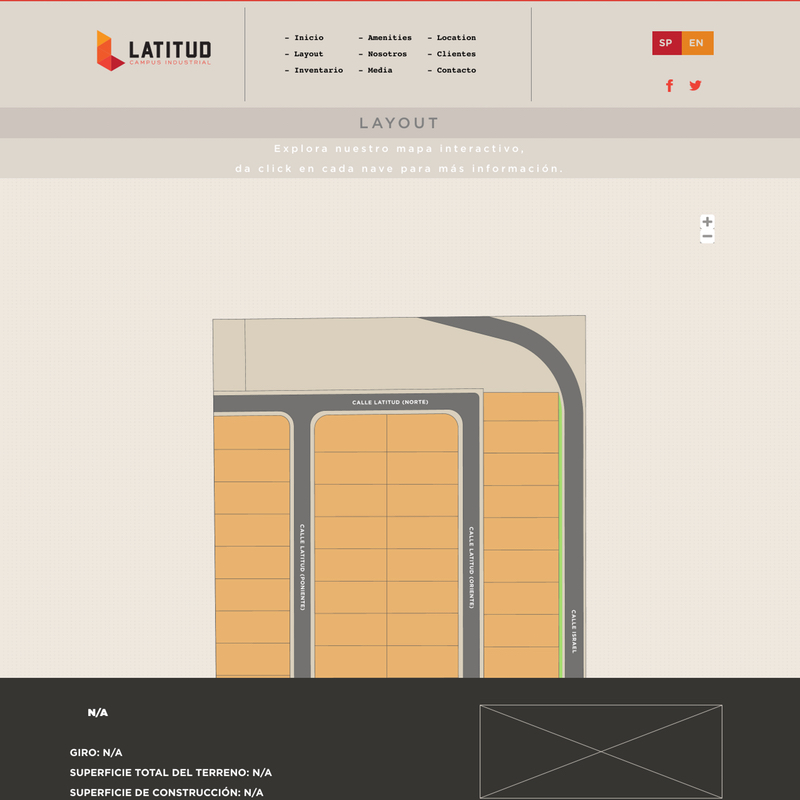 LATITUD
CAMPUS INDUSTRIAL
- Inicio
- Layout
- Inventario
- Amenities
- Nosotros
- Media
- Location
- Clientes
- Contacto
SP EN
LAYOUT
Explora nuestro mapa interactivo,
da click en cada nave para más información.
+
−
CALLE LATITUD (NORTE)
CALLE LATITUD (PONIENTE)
CALLE LATITUD (ORIENTE)
CALLE ISRAEL
N/A
GIRO: N/A
SUPERFICIE TOTAL DEL TERRENO: N/A
SUPERFICIE DE CONSTRUCCIÓN: N/A